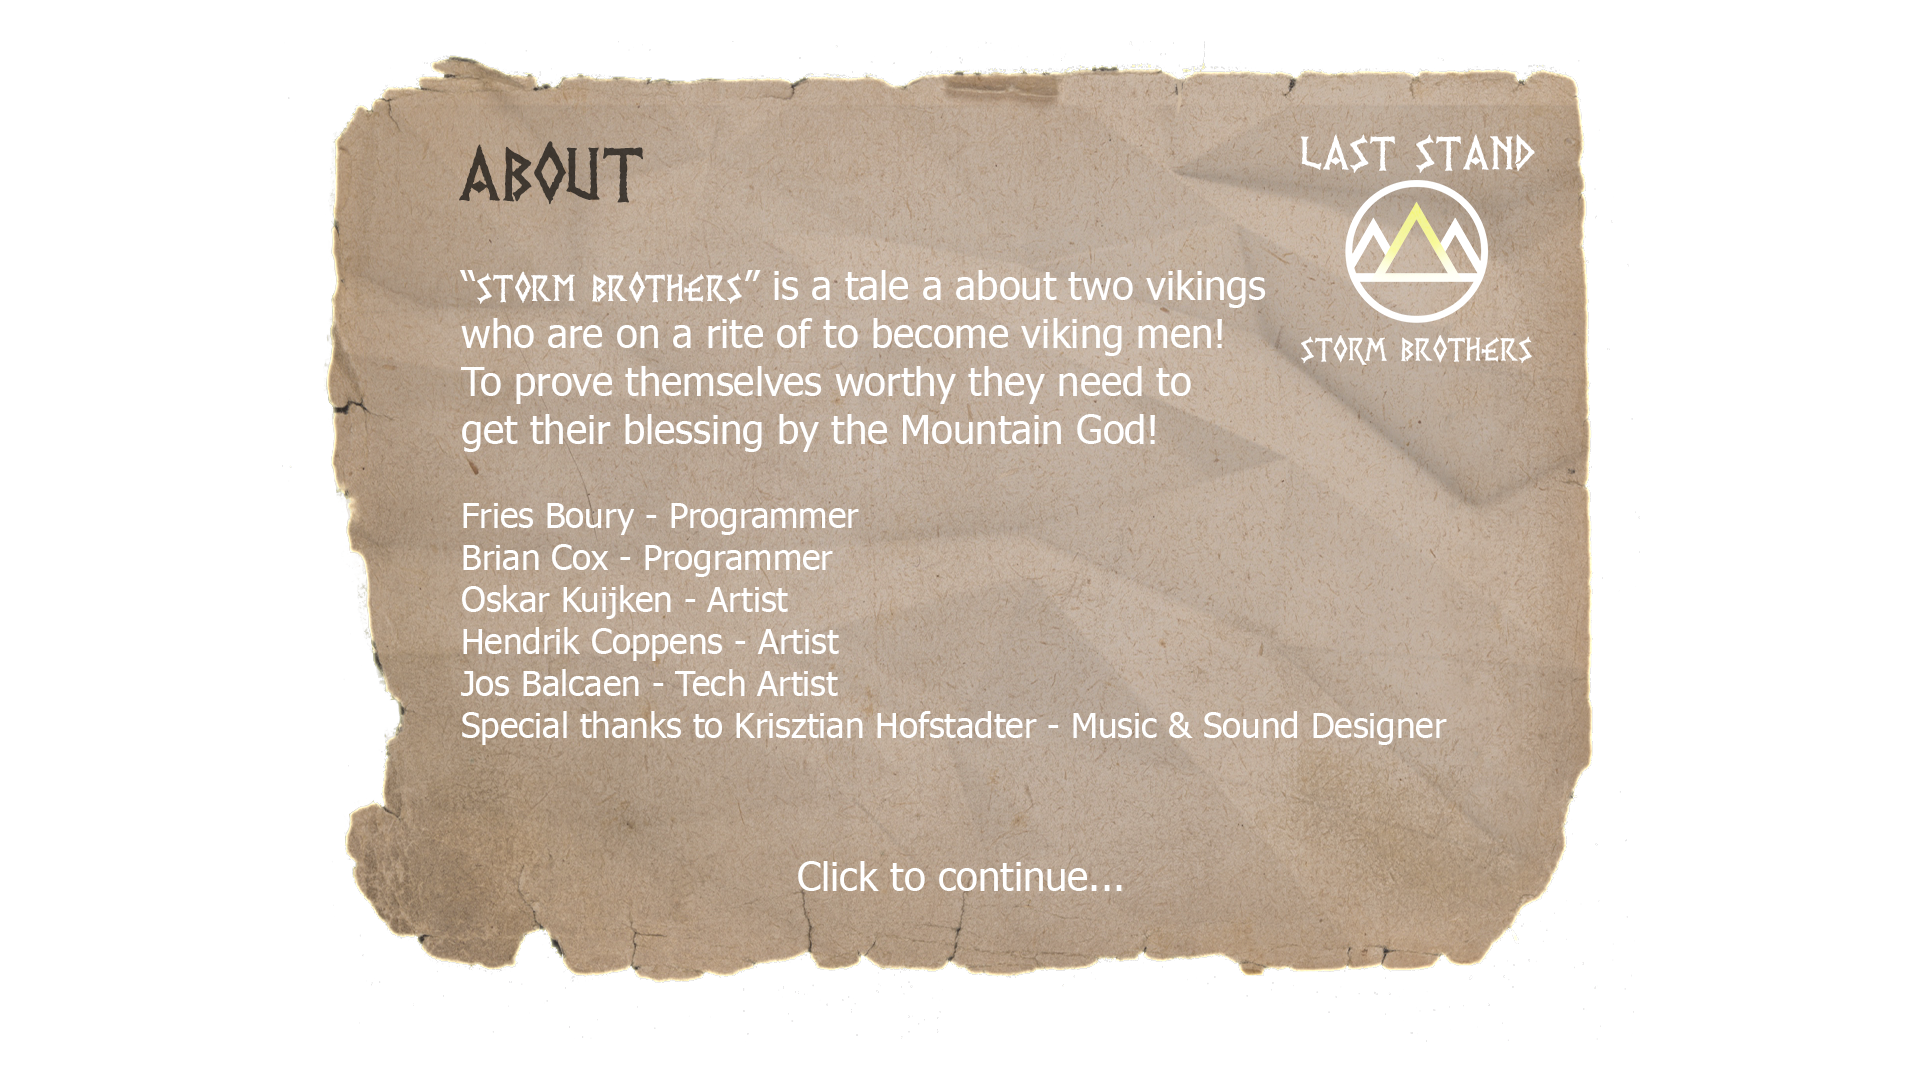 ABOUT
LAST STAND
STORM BROTHERS
“STORM BROTHERS” is a tale a about two vikings
who are on a rite of to become viking men!
To prove themselves worthy they need to
get their blessing by the Mountain God!
Fries Boury - Programmer
Brian Cox - Programmer
Oskar Kuijken - Artist
Hendrik Coppens - Artist
Jos Balcaen - Tech Artist
Special thanks to Krisztian Hofstadter - Music & Sound Designer
Click to continue...